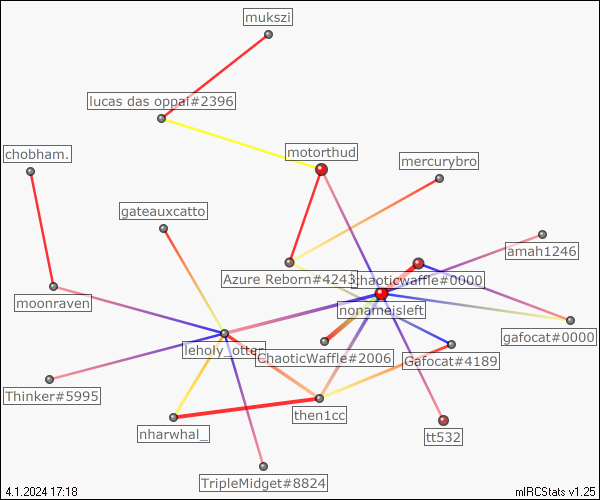 mukszi
lucas das oppai#2396
chobham.
motorthud
mercurybro
gateauxcatto
amah1246
Azure Reborn#4243
chaoticwaffle#0000
moonraven
nonameisleft
gafocat#0000
leholy_otter
ChaoticWaffle#2006
Gafocat#4189
Thinker#5995
then1cc
nharwhal_
tt532
TripleMidget#8824
4.1.2024 17:18
mIRCStats v1.25